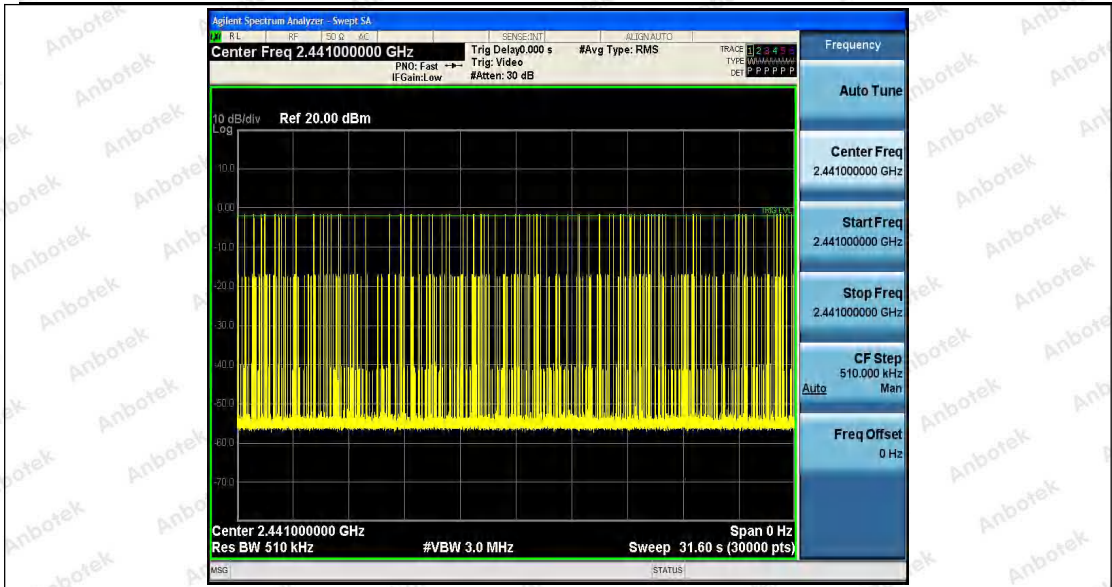 Agilent Spectrum Analyzer - Swept SA
RL RF 50 Ω AC SENSE:INT ALIGNAUTO
Center Freq 2.441000000 GHz
PNO: Fast
IFGain:Low
Trig Delay0.000 s
Trig: Video
#Atten: 30 dB
#Avg Type: RMS
TRACE 1 2 3 4 5 6
TYPE
DET P P P P P P
10 dB/div
Log
Ref 20.00 dBm
10.0
0.00
-10.0
-20.0
-30.0
-40.0
-50.0
-60.0
-70.0
TRIG LVL
Center 2.441000000 GHz
Span 0 Hz
Res BW 510 kHz
#VBW 3.0 MHz
Sweep 31.60 s (30000 pts)
MSG
STATUS
Frequency
Auto Tune
Center Freq
2.441000000 GHz
Start Freq
2.441000000 GHz
Stop Freq
2.441000000 GHz
CF Step
510.000 kHz
Auto Man
Freq Offset
0 Hz
Anbotek